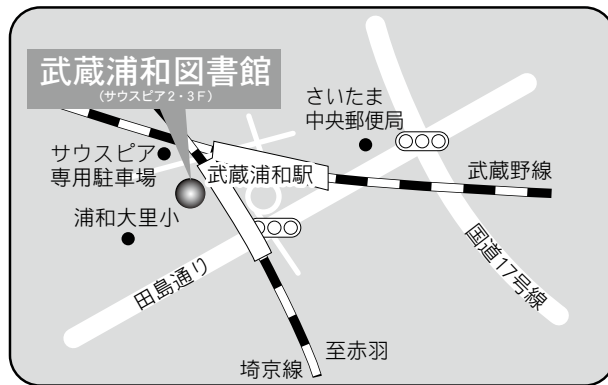 武蔵浦和図書館
（サウスピア2・3F）
さいたま
中央郵便局
サウスピア
専用駐車場
武蔵浦和駅
武蔵野線
浦和大里小
田島通り
国道17号線
埼京線
至赤羽